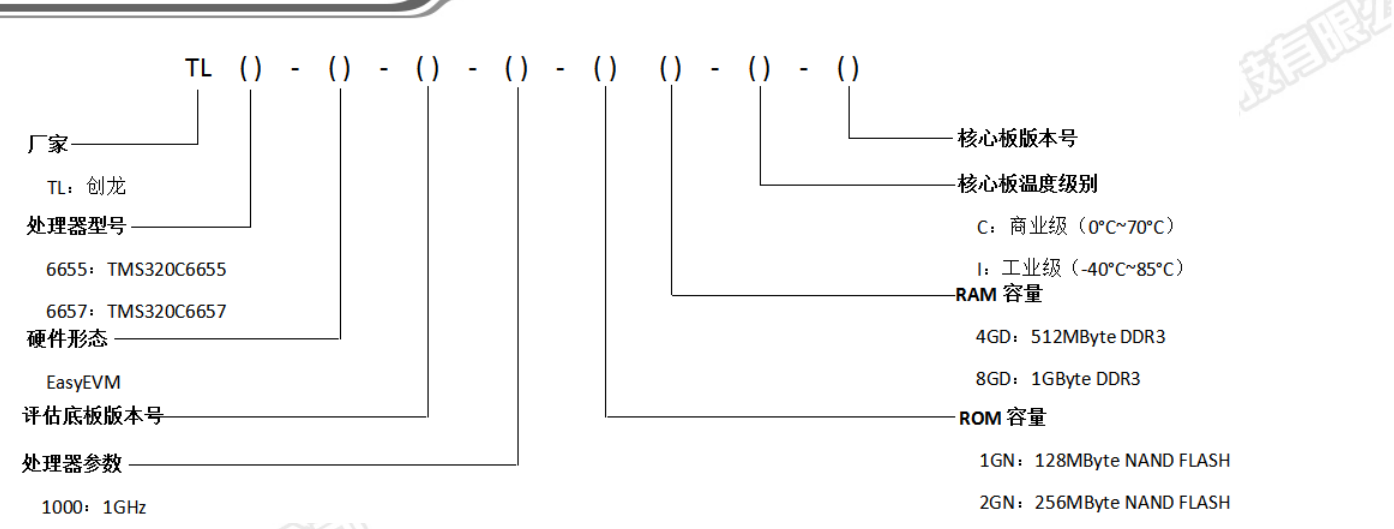 TL () - () - () - () - () () - () - ()
厂家
TL：创龙
处理器型号
6655：TMS320C6655
6657：TMS320C6657
硬件形态
EasyEVM
评估底板版本号
处理器参数
1000：1GHz
核心板版本号
核心板温度级别
C：商业级（0°C~70°C）
I：工业级（-40°C~85°C）
RAM 容量
4GD：512MByte DDR3
8GD：1GByte DDR3
ROM 容量
1GN：128MByte NAND FLASH
2GN：256MByte NAND FLASH
有限